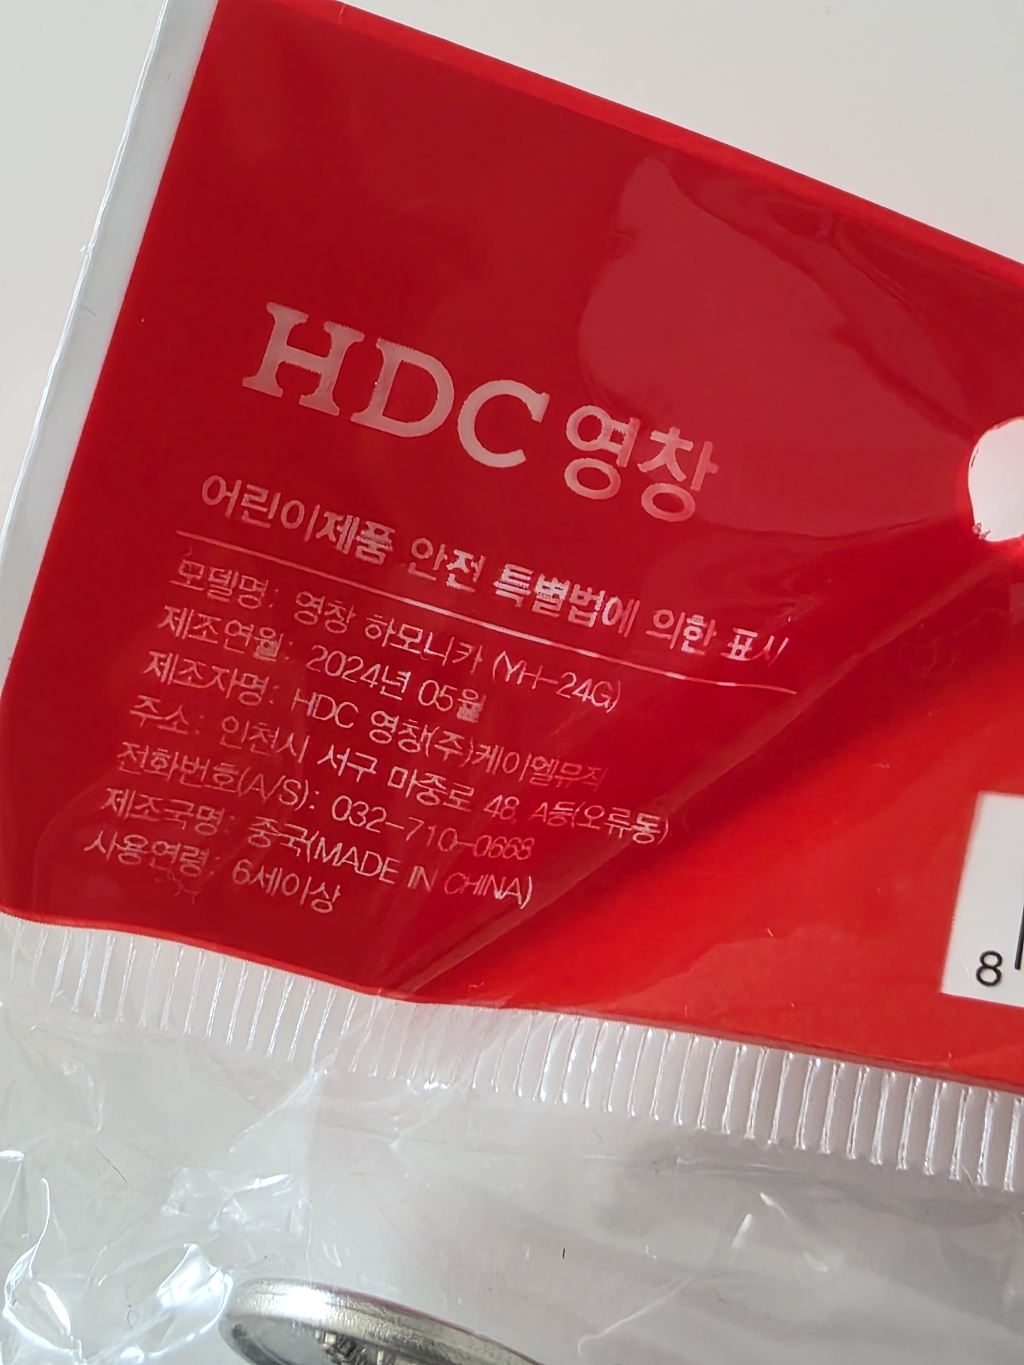 HDC 영창
어린이제품 안전 특별법에 의한 표시
모델명: 영창 하모니카 (YH-24G)
제조연월: 2024년 05월
제조자명: HDC 영창(주)케이엘뮤직
주소: 인천시 서구 마중로 48, A동(오류동)
전화번호(A/S): 032-710-0668
제조국명: 중국(MADE IN CHINA)
사용연령: 6세이상
8